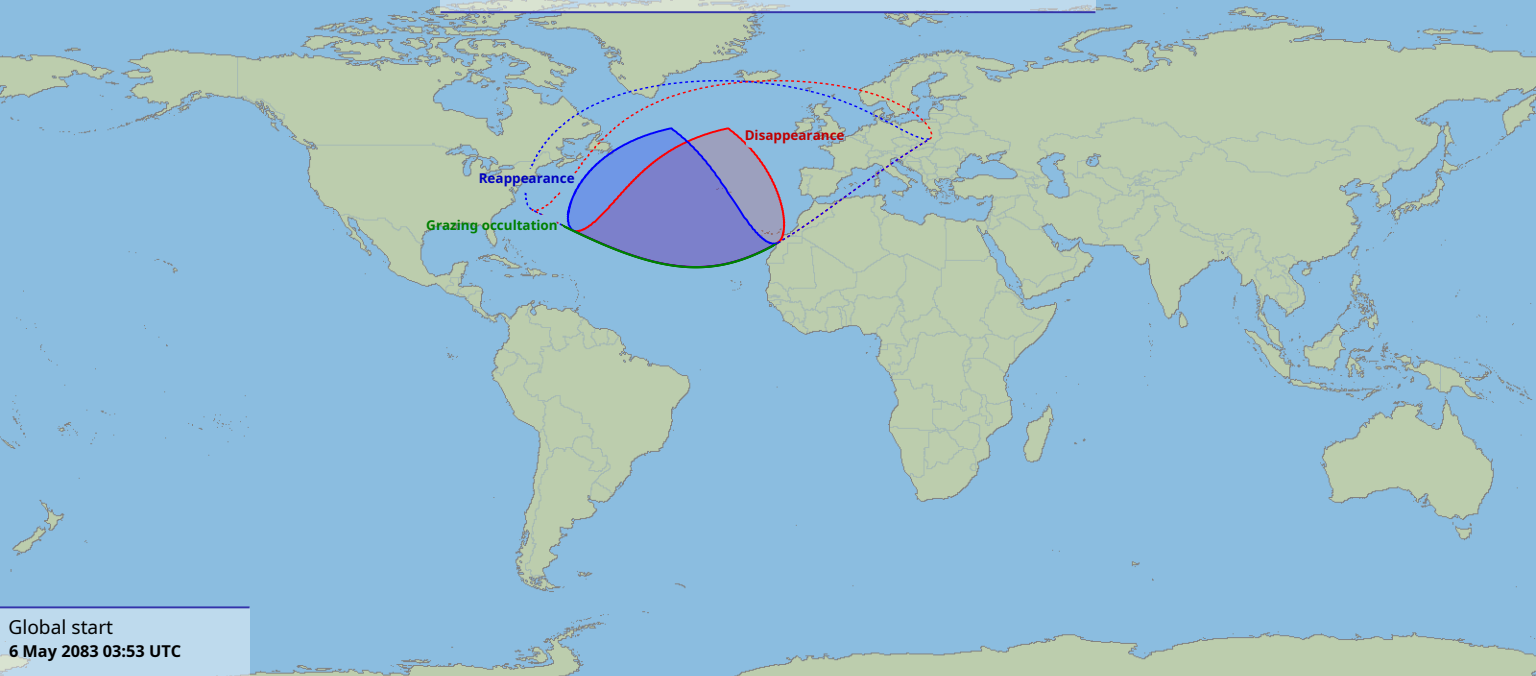 Disappearance
Reappearance
Grazing occultation
Global start
6 May 2083 03:53 UTC